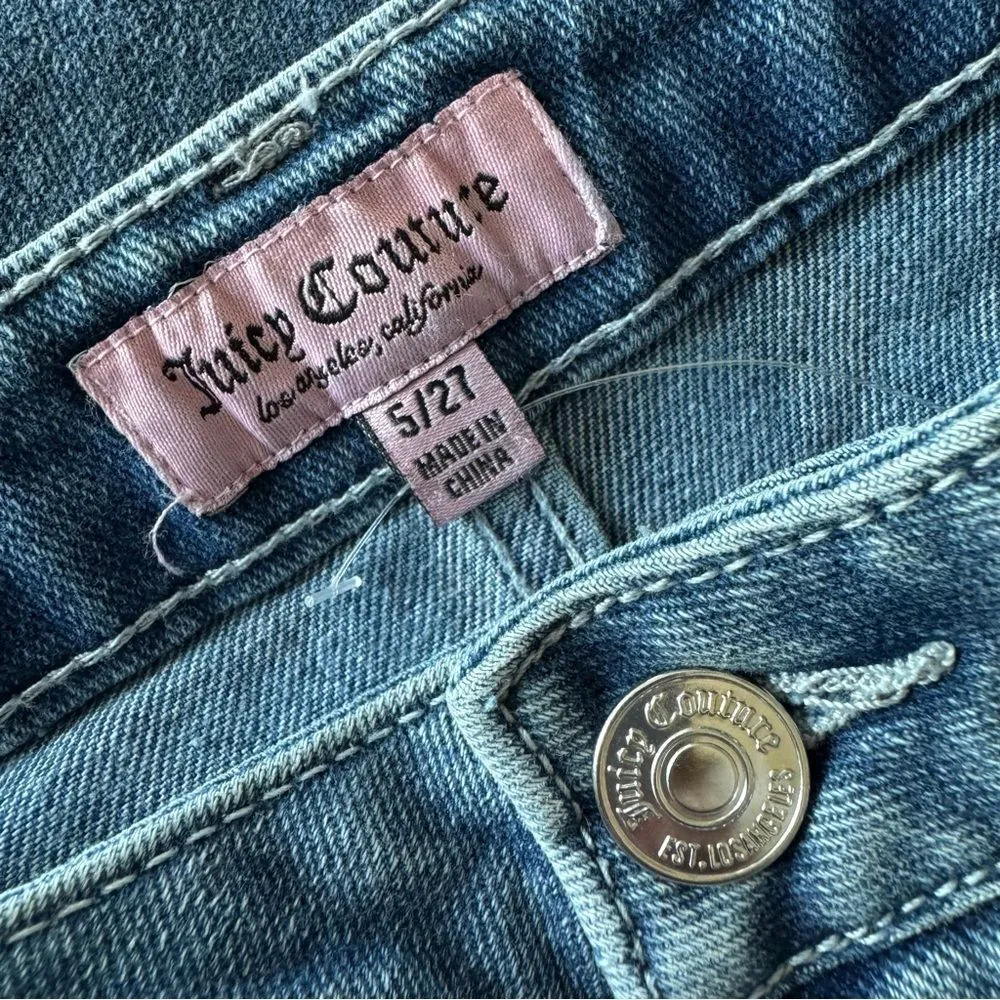 Juicy Couture
los angeles, california
5/27
MADE IN
CHINA
Juicy Couture
EST. LOS ANGELES